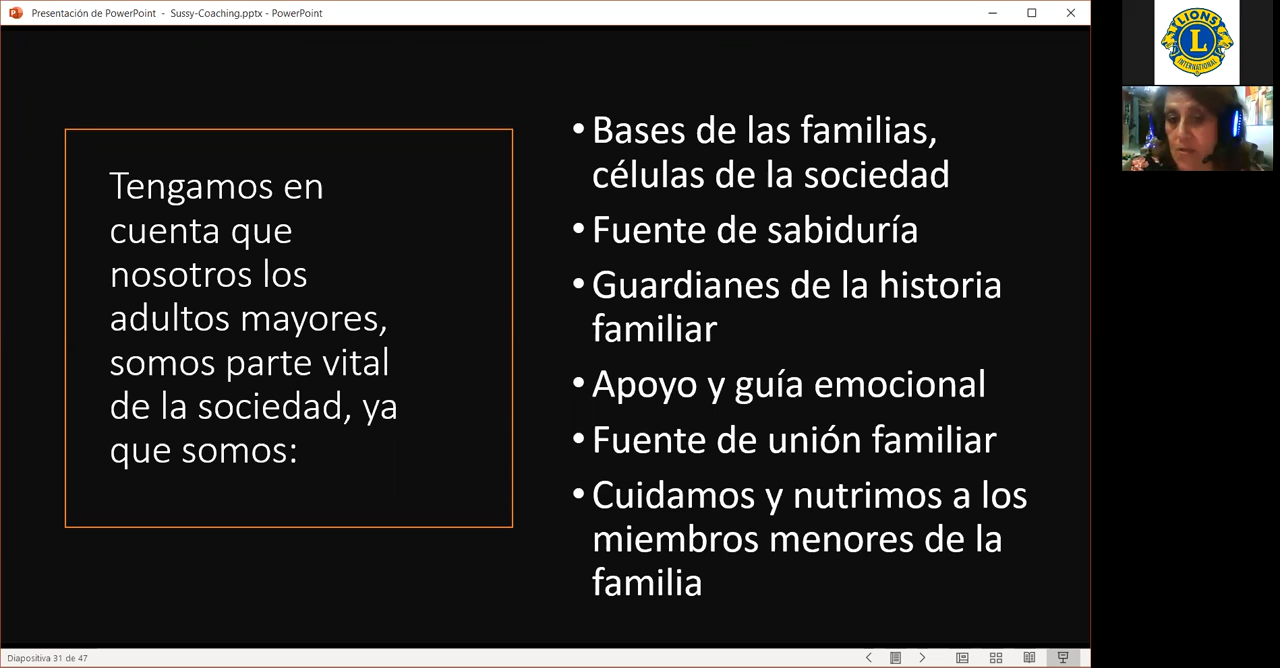 Presentación de PowerPoint - Sussy-Coaching.pptx - PowerPoint
Tengamos en
cuenta que
nosotros los
adultos mayores,
somos parte vital
de la sociedad, ya
que somos:
• Bases de las familias,
células de la sociedad
• Fuente de sabiduría
• Guardianes de la historia
familiar
• Apoyo y guía emocional
• Fuente de unión familiar
• Cuidamos y nutrimos a los
miembros menores de la
familia
LIONS
L
INTERNATIONAL
Diapositiva 31 de 47